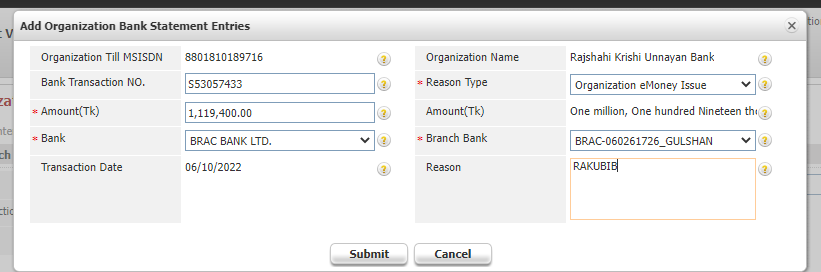 Add Organization Bank Statement Entries
Organization Till MSISDN 8801810189716 Organization Name Rajshahi Krishi Unnayan Bank
Bank Transaction NO. S53057433 * Reason Type Organization eMoney Issue
* Amount(Tk) 1,119,400.00 Amount(Tk) One million, One hundred Nineteen tho
* Bank BRAC BANK LTD. * Branch Bank BRAC-060261726_GULSHAN
Transaction Date 06/10/2022 Reason RAKUBIB
Submit Cancel